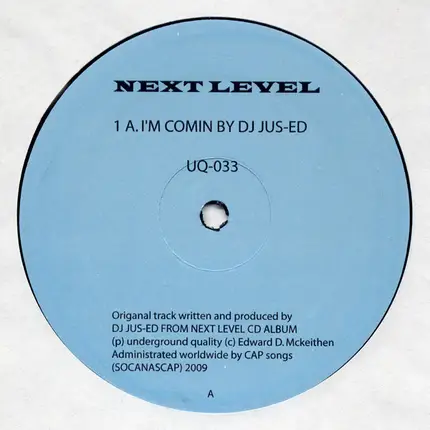 NEXT LEVEL
1 A. I'M COMIN BY DJ JUS-ED
UQ-033
Origanal track written and produced by
DJ JUS-ED FROM NEXT LEVEL CD ALBUM
(p) underground quality (c) Edward D. Mckeithen
Administrated worldwide by CAP songs
(SOCANASCAP) 2009
A